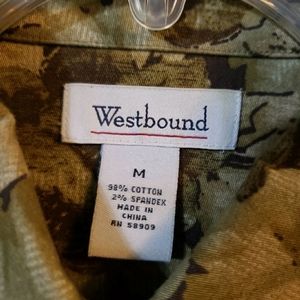 Westbound
M
98% COTTON
2% SPANDEX
MADE IN
CHINA
RN 58909